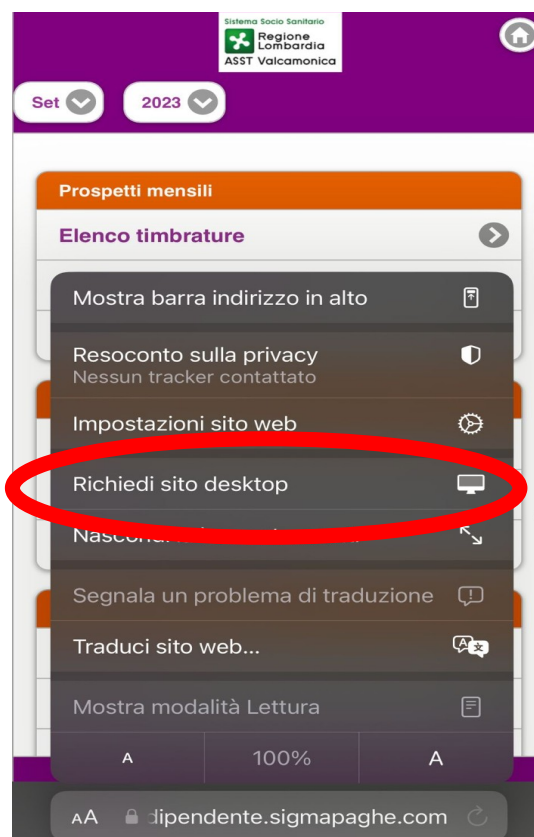 Sistema Socio Sanitario
Regione
Lombardia
ASST Valcamonica
Set
2023
Prospetti mensili
Elenco timbrature
Mostra barra indirizzo in alto
Resoconto sulla privacy
Nessun tracker contattato
Impostazioni sito web
Richiedi sito desktop
Segnala un problema di traduzione
Traduci sito web...
Mostra modalità Lettura
A 100% A
AA dipendente.sigmapaghe.com